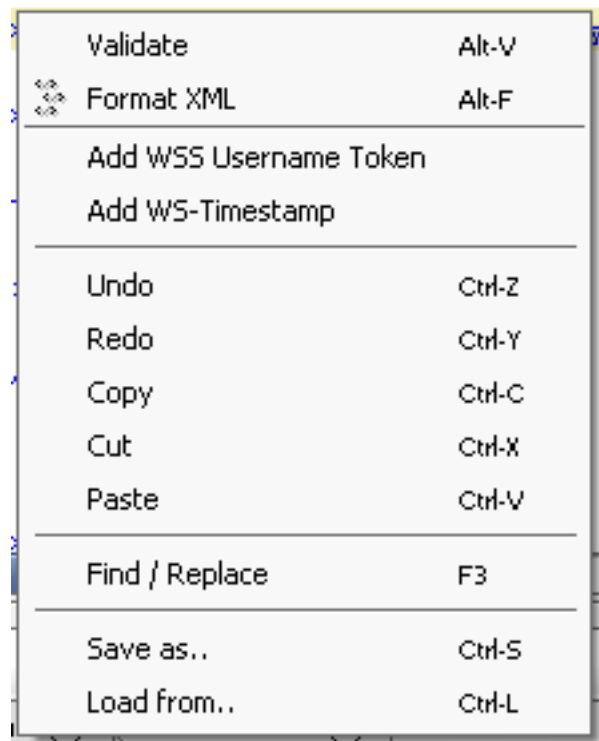 Validate Alt-V
Format XML Alt-F
Add WSS Username Token
Add WS-Timestamp
Undo Ctrl-Z
Redo Ctrl-Y
Copy Ctrl-C
Cut Ctrl-X
Paste Ctrl-V
Find / Replace F3
Save as.. Ctrl-S
Load from.. Ctrl-L